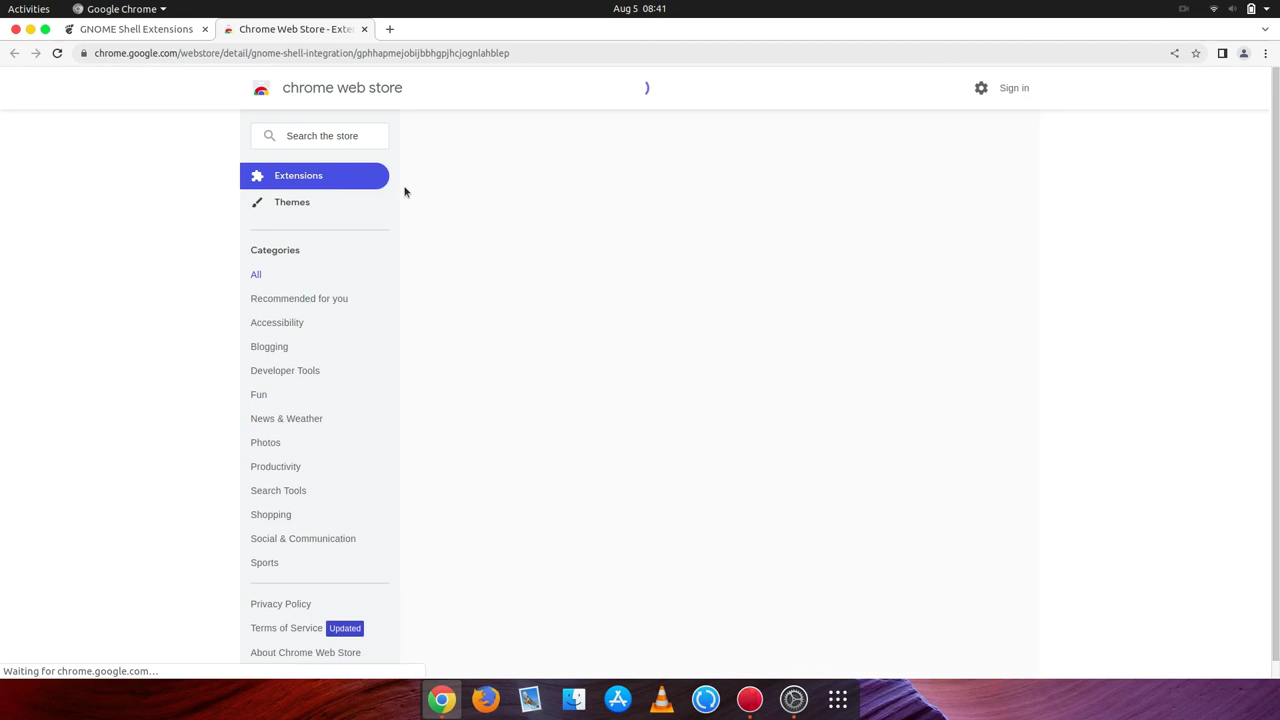 Activities
Google Chrome
Aug 5 08:41
GNOME Shell Extensions
Chrome Web Store - Exte
chrome.google.com/webstore/detail/gnome-shell-integration/gphhapmejobijbbhgpjhcjognlahblep
chrome web store
Sign in
Search the store
Extensions
Themes
Categories
All
Recommended for you
Accessibility
Blogging
Developer Tools
Fun
News & Weather
Photos
Productivity
Search Tools
Shopping
Social & Communication
Sports
Privacy Policy
Terms of Service Updated
About Chrome Web Store
Waiting for chrome.google.com…